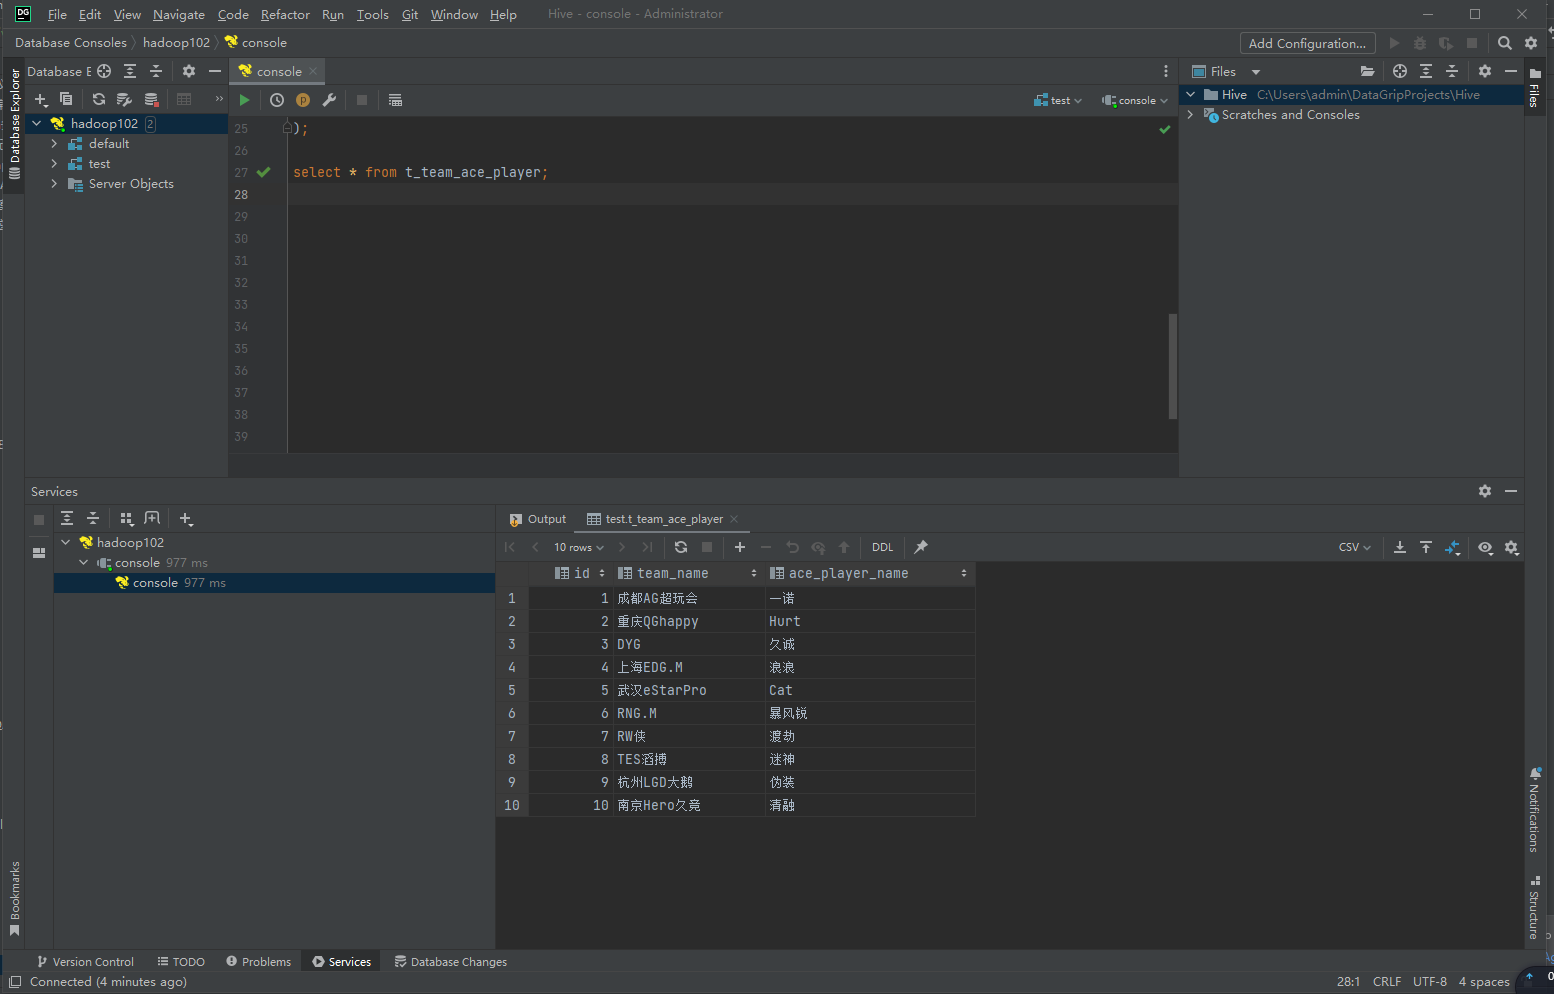 DG File Edit View Navigate Code Refactor Run Tools Git Window Help Hive - console - Administrator
Database Consoles hadoop102 console Add Configuration...
Database E console Files
test console
Database Explorer
hadoop102 2
default
test
Server Objects
25 );
26
27 select * from t_team_ace_player;
28
29
30
31
32
33
34
35
36
37
38
39
Hive C:\Users\admin\DataGripProjects\Hive
Scratches and Consoles
Files
Services
hadoop102
console 977 ms
console 977 ms
Output test.t_team_ace_player
10 rows DDL CSV
id team_name ace_player_name
1 1 成都AG超玩会 一诺
2 2 重庆QGhappy Hurt
3 3 DYG 久诚
4 4 上海EDG.M 浪浪
5 5 武汉eStarPro Cat
6 6 RNG.M 暴风锐
7 7 RW侠 渡劫
8 8 TES滔搏 迷神
9 9 杭州LGD大鹅 伪装
10 10 南京Hero久竞 清融
Notifications
Structure
Bookmarks
Version Control TODO Problems Services Database Changes
Connected (4 minutes ago) 28:1 CRLF UTF-8 4 spaces